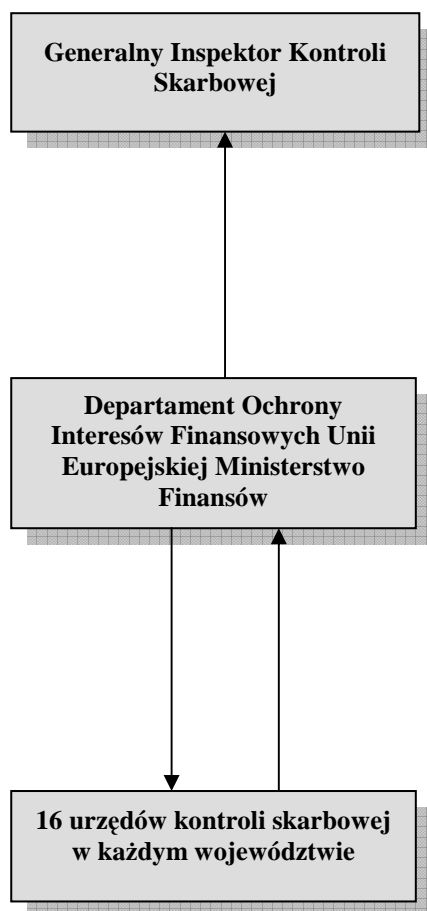 Generalny Inspektor Kontroli
Skarbowej
Departament Ochrony
Interesów Finansowych Unii
Europejskiej Ministerstwo
Finansów
16 urzędów kontroli skarbowej
w każdym województwie